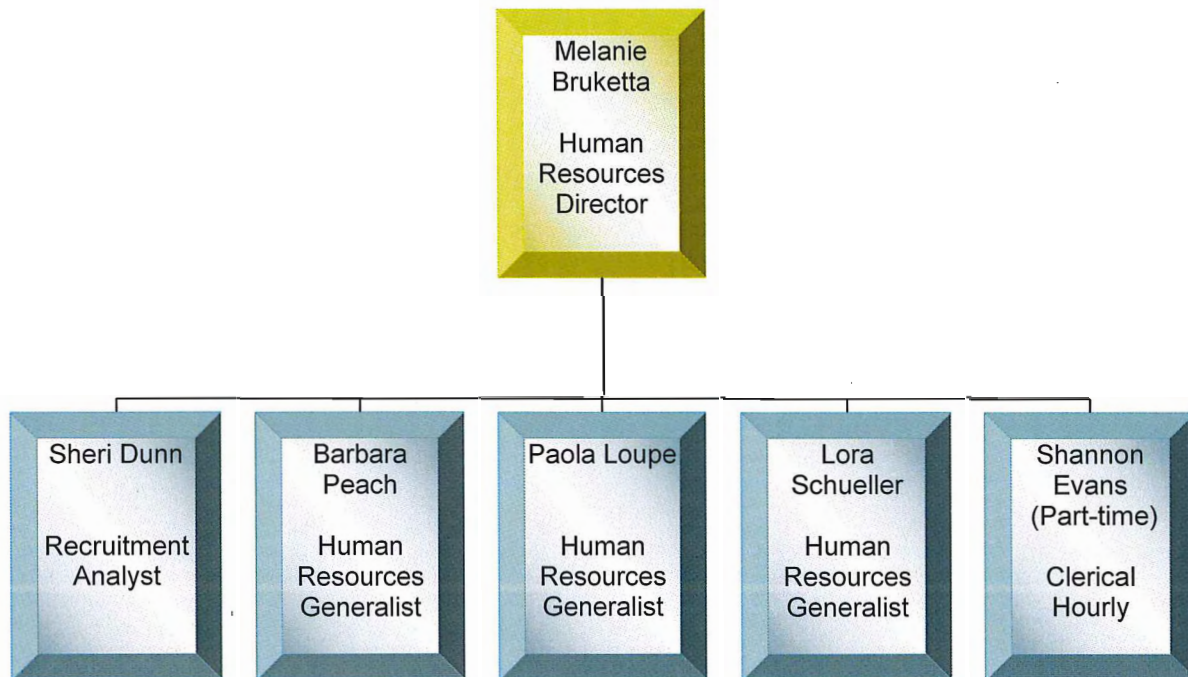 Melanie
Bruketta
Human
Resources
Director
Sheri Dunn
Recruitment
Analyst
Barbara
Peach
Human
Resources
Generalist
Paola Loupe
Human
Resources
Generalist
Lora
Schueller
Human
Resources
Generalist
Shannon
Evans
(Part-time)
Clerical
Hourly